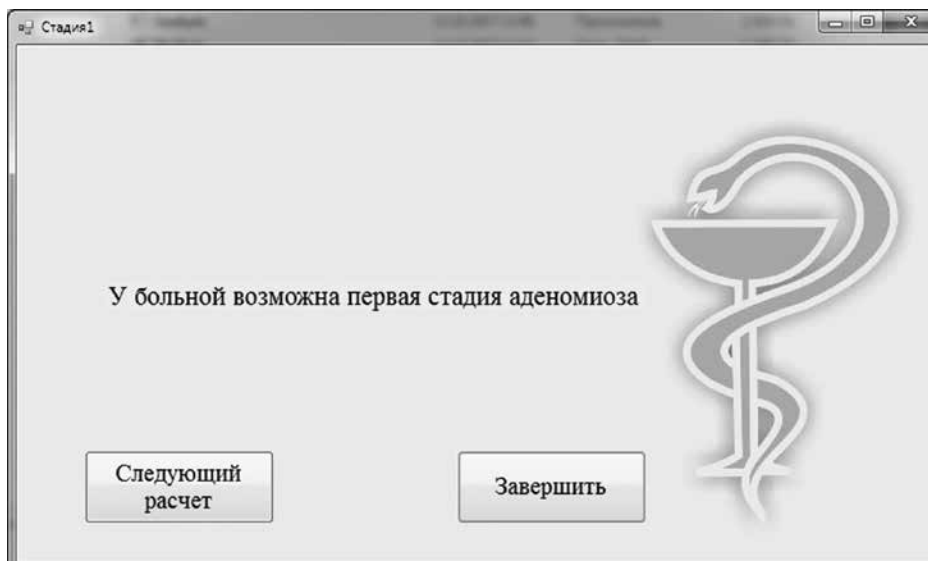 Стадия1
У больной возможна первая стадия аденомиоза
Следующий
расчет
Завершить